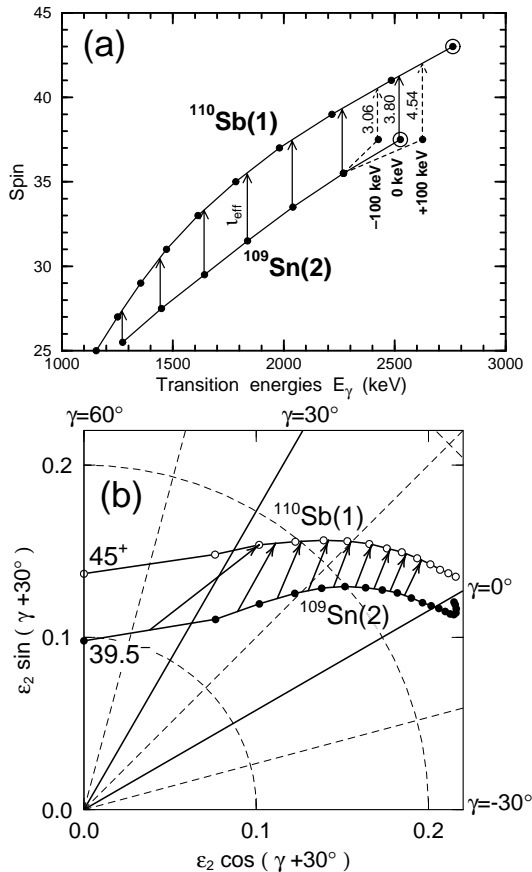 (a)
45
40
35
30
25
Spin
110Sb(1)
109Sn(2)
ιeff
3.06
3.80
4.54
−100 keV
0 keV
+100 keV
1000 1500 2000 2500 3000
Transition energies Eγ (keV)
γ=60° γ=30°
(b)
0.2
0.1
0.0
ε2 sin ( γ +30° )
110Sb(1)
109Sn(2)
45+
39.5−
γ=0°
γ=-30°
0.0 0.1 0.2
ε2 cos ( γ +30° )